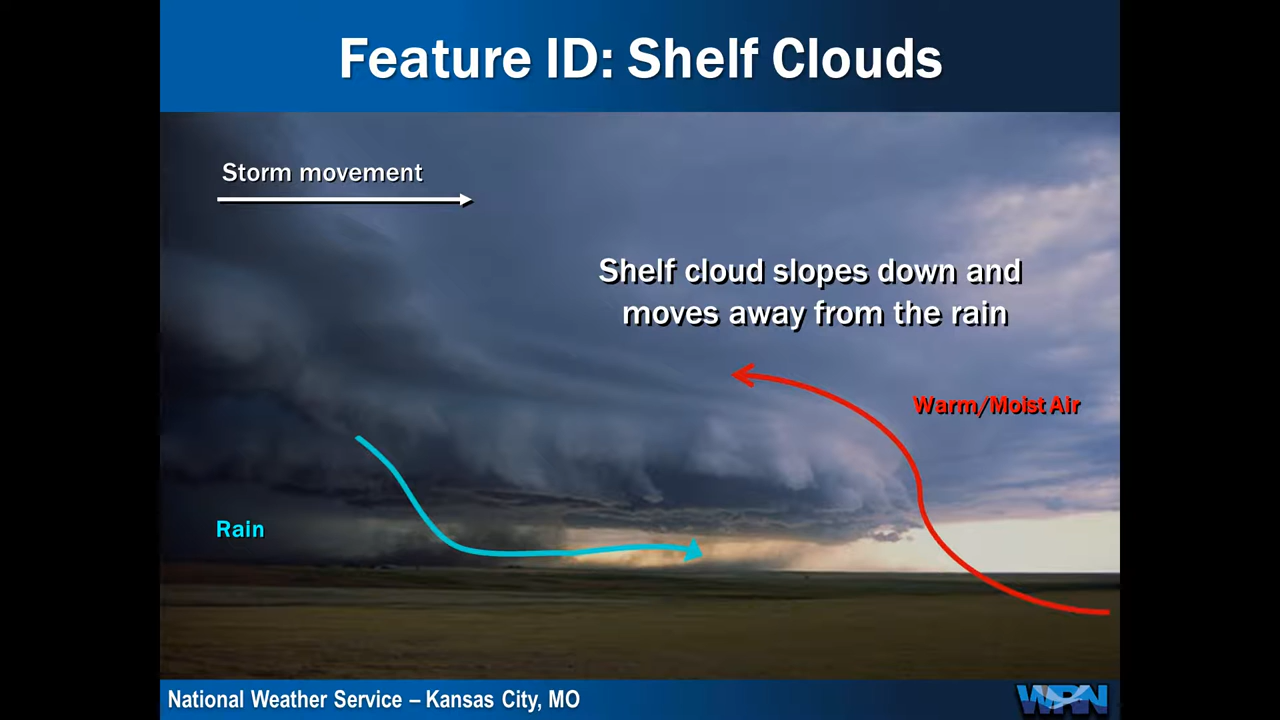 Feature ID: Shelf Clouds
Storm movement
Shelf cloud slopes down and
moves away from the rain
Warm/Moist Air
Rain
National Weather Service – Kansas City, MO
WRN